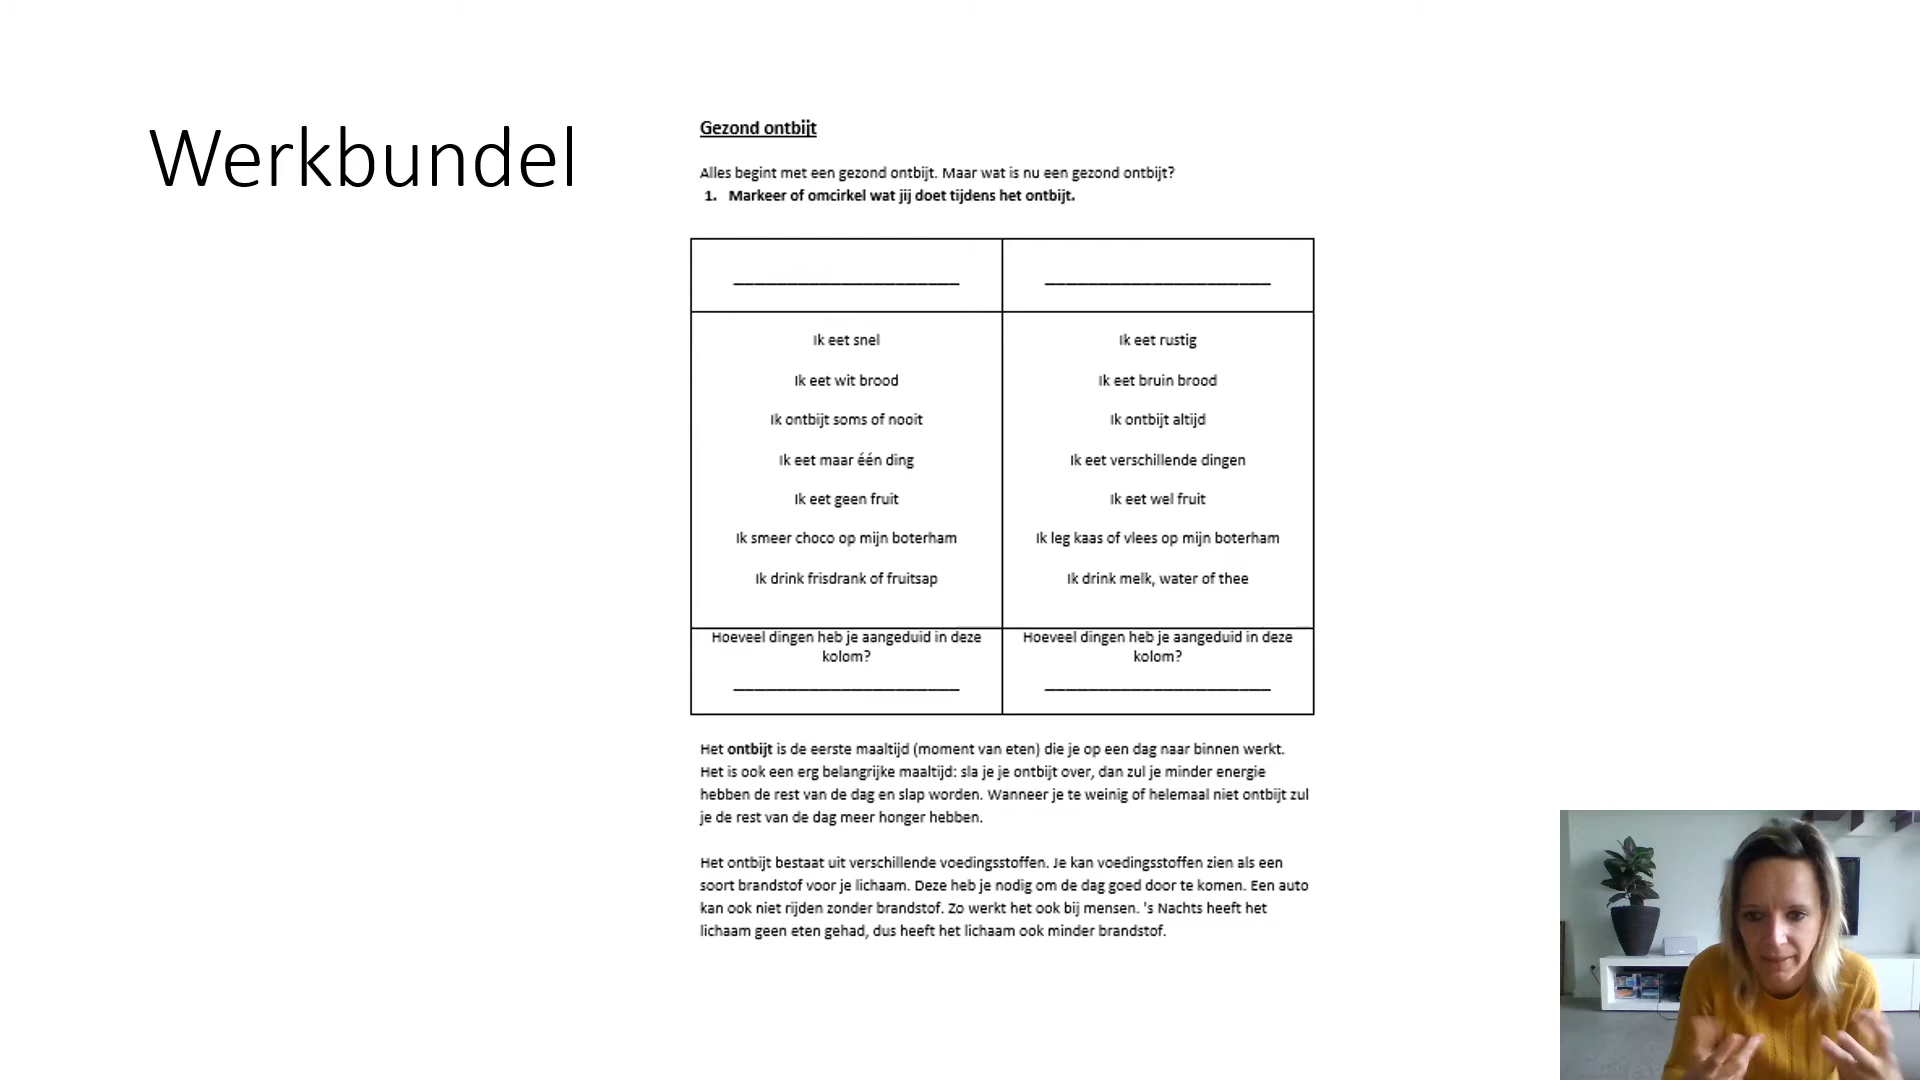 Werkbundel
Gezond ontbijt
Alles begint met een gezond ontbijt. Maar wat is nu een gezond ontbijt?
1. Markeer of omcirkel wat jij doet tijdens het ontbijt.
Ik eet snel
Ik eet rustig
Ik eet wit brood
Ik eet bruin brood
Ik ontbijt soms of nooit
Ik ontbijt altijd
Ik eet maar één ding
Ik eet verschillende dingen
Ik eet geen fruit
Ik eet wel fruit
Ik smeer choco op mijn boterham
Ik leg kaas of vlees op mijn boterham
Ik drink frisdrank of fruitsap
Ik drink melk, water of thee
Hoeveel dingen heb je aangeduid in deze
kolom?
Hoeveel dingen heb je aangeduid in deze
kolom?
Het ontbijt is de eerste maaltijd (moment van eten) die je op een dag naar binnen werkt.
Het is ook een erg belangrijke maaltijd: sla je je ontbijt over, dan zul je minder energie
hebben de rest van de dag en slap worden. Wanneer je te weinig of helemaal niet ontbijt zul
je de rest van de dag meer honger hebben.
Het ontbijt bestaat uit verschillende voedingsstoffen. Je kan voedingsstoffen zien als een
soort brandstof voor je lichaam. Deze heb je nodig om de dag goed door te komen. Een auto
kan ook niet rijden zonder brandstof. Zo werkt het ook bij mensen. 's Nachts heeft het
lichaam geen eten gehad, dus heeft het lichaam ook minder brandstof.